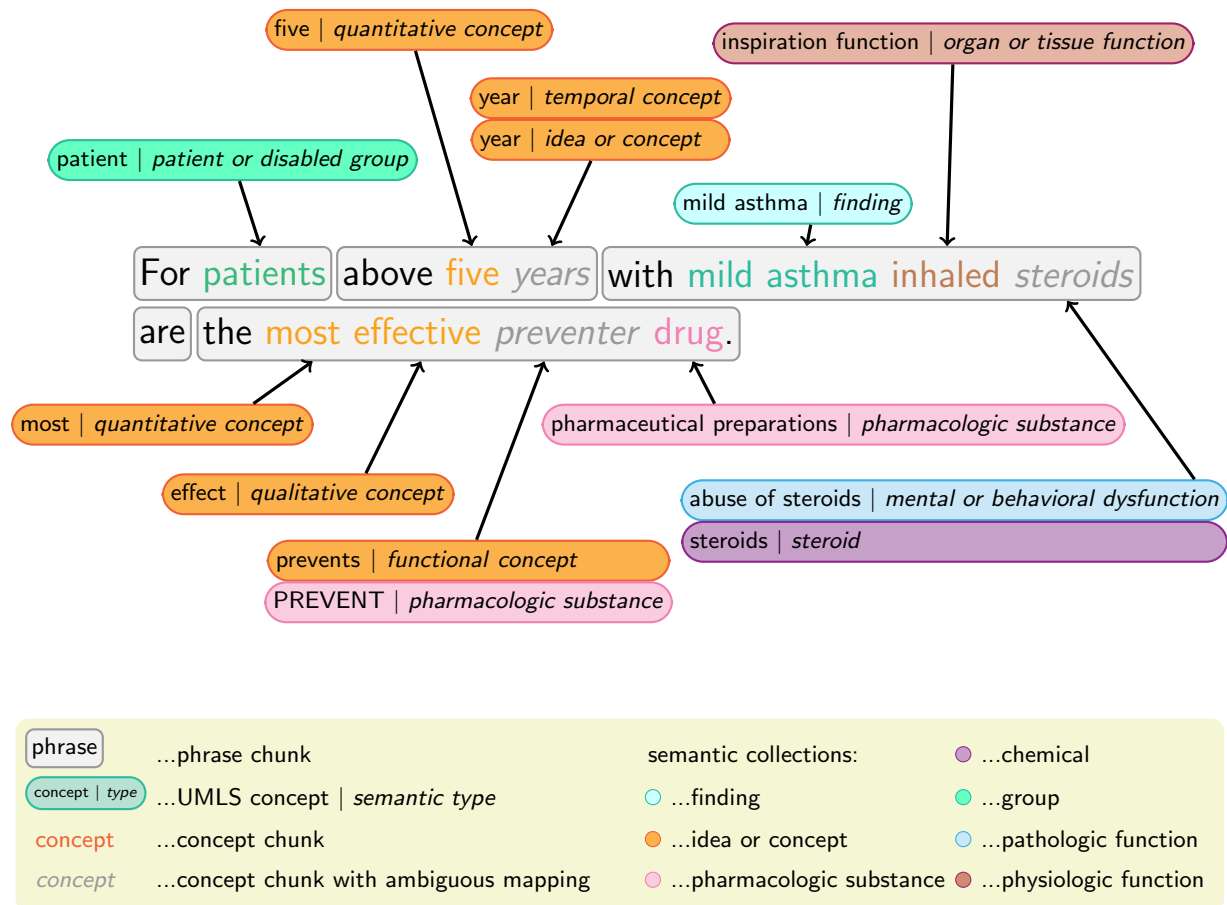 five | quantitative concept
inspiration function | organ or tissue function
year | temporal concept
year | idea or concept
patient | patient or disabled group
mild asthma | finding
For patients above five years with mild asthma inhaled steroids
are the most effective preventer drug.
most | quantitative concept
pharmaceutical preparations | pharmacologic substance
effect | qualitative concept
abuse of steroids | mental or behavioral dysfunction
steroids | steroid
prevents | functional concept
PREVENT | pharmacologic substance
phrase ...phrase chunk
concept | type ...UMLS concept | semantic type
concept ...concept chunk
concept ...concept chunk with ambiguous mapping
semantic collections:
...finding
...idea or concept
...pharmacologic substance
...chemical
...group
...pathologic function
...physiologic function